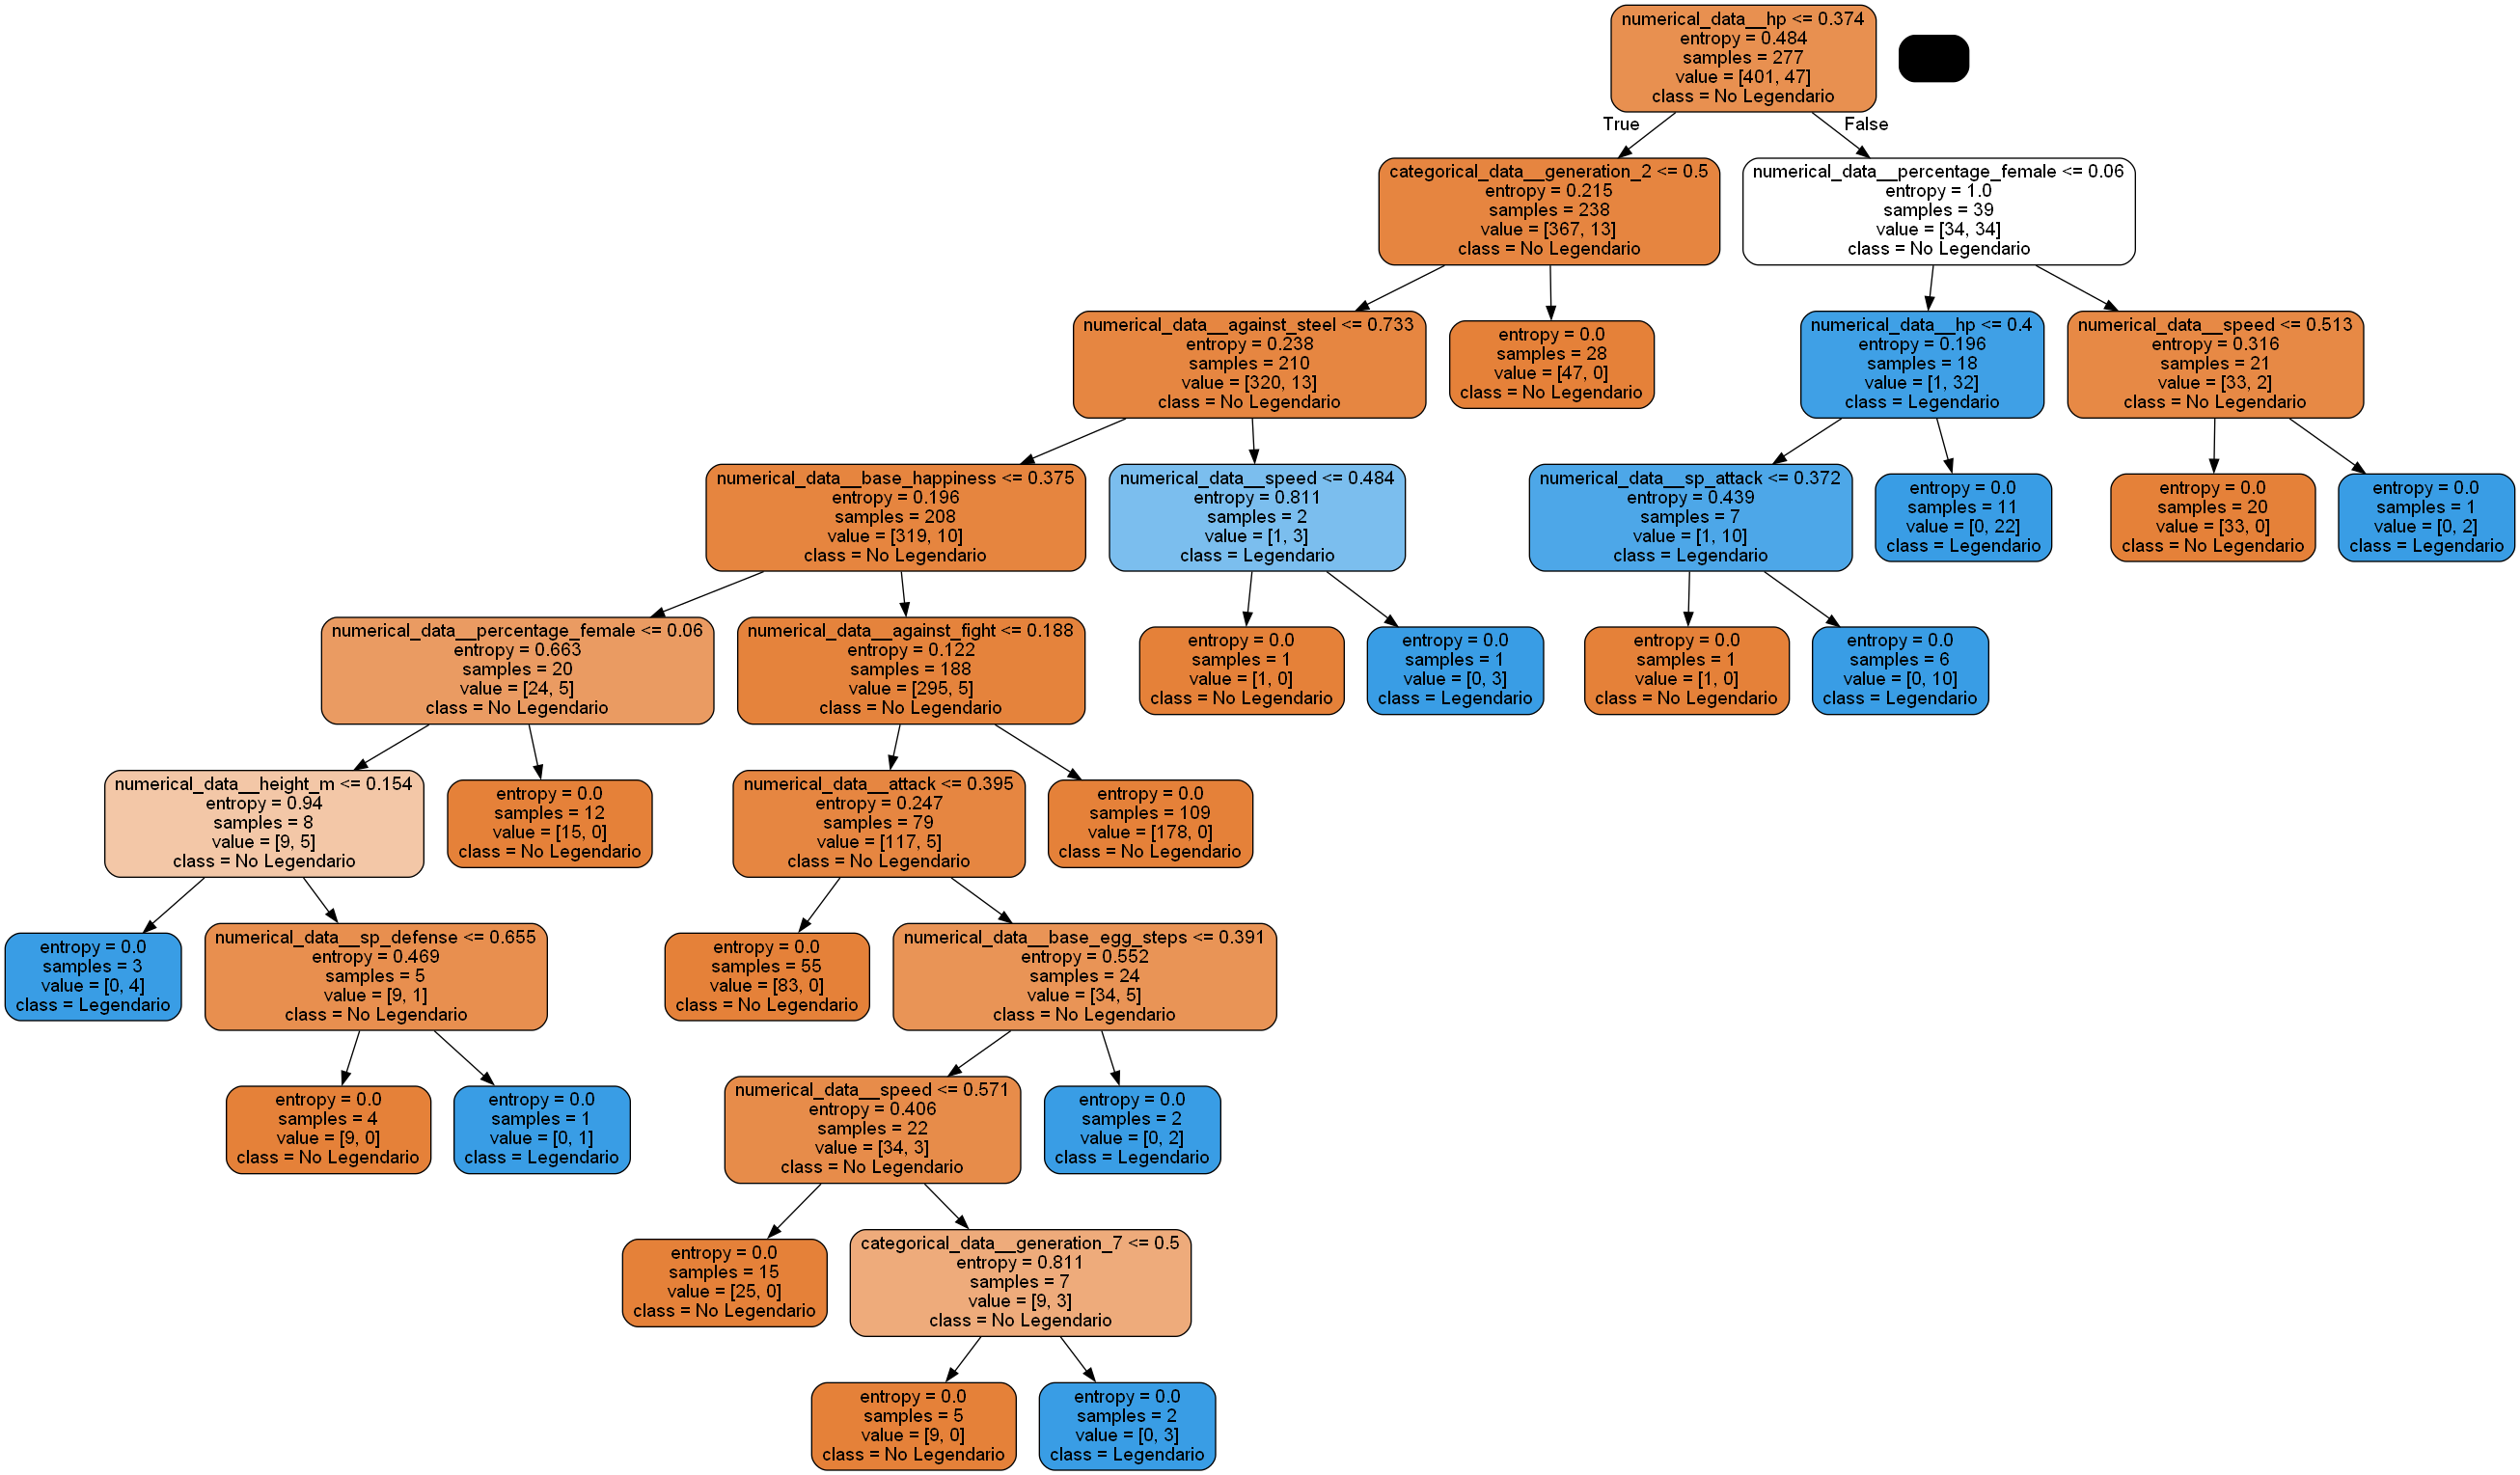 numerical_data__hp <= 0.374
entropy = 0.484
samples = 277
value = [401, 47]
class = No Legendario
True
False
categorical_data__generation_2 <= 0.5
entropy = 0.215
samples = 238
value = [367, 13]
class = No Legendario
numerical_data__percentage_female <= 0.06
entropy = 1.0
samples = 39
value = [34, 34]
class = No Legendario
numerical_data__against_steel <= 0.733
entropy = 0.238
samples = 210
value = [320, 13]
class = No Legendario
entropy = 0.0
samples = 28
value = [47, 0]
class = No Legendario
numerical_data__hp <= 0.4
entropy = 0.196
samples = 18
value = [1, 32]
class = Legendario
numerical_data__speed <= 0.513
entropy = 0.316
samples = 21
value = [33, 2]
class = No Legendario
numerical_data__base_happiness <= 0.375
entropy = 0.196
samples = 208
value = [319, 10]
class = No Legendario
numerical_data__speed <= 0.484
entropy = 0.811
samples = 2
value = [1, 3]
class = Legendario
numerical_data__sp_attack <= 0.372
entropy = 0.439
samples = 7
value = [1, 10]
class = Legendario
entropy = 0.0
samples = 11
value = [0, 22]
class = Legendario
entropy = 0.0
samples = 20
value = [33, 0]
class = No Legendario
entropy = 0.0
samples = 1
value = [0, 2]
class = Legendario
numerical_data__percentage_female <= 0.06
entropy = 0.663
samples = 20
value = [24, 5]
class = No Legendario
numerical_data__against_fight <= 0.188
entropy = 0.122
samples = 188
value = [295, 5]
class = No Legendario
entropy = 0.0
samples = 1
value = [1, 0]
class = No Legendario
entropy = 0.0
samples = 1
value = [0, 3]
class = Legendario
entropy = 0.0
samples = 1
value = [1, 0]
class = No Legendario
entropy = 0.0
samples = 6
value = [0, 10]
class = Legendario
numerical_data__height_m <= 0.154
entropy = 0.94
samples = 8
value = [9, 5]
class = No Legendario
entropy = 0.0
samples = 12
value = [15, 0]
class = No Legendario
numerical_data__attack <= 0.395
entropy = 0.247
samples = 79
value = [117, 5]
class = No Legendario
entropy = 0.0
samples = 109
value = [178, 0]
class = No Legendario
entropy = 0.0
samples = 3
value = [0, 4]
class = Legendario
numerical_data__sp_defense <= 0.655
entropy = 0.469
samples = 5
value = [9, 1]
class = No Legendario
entropy = 0.0
samples = 55
value = [83, 0]
class = No Legendario
numerical_data__base_egg_steps <= 0.391
entropy = 0.552
samples = 24
value = [34, 5]
class = No Legendario
entropy = 0.0
samples = 4
value = [9, 0]
class = No Legendario
entropy = 0.0
samples = 1
value = [0, 1]
class = Legendario
numerical_data__speed <= 0.571
entropy = 0.406
samples = 22
value = [34, 3]
class = No Legendario
entropy = 0.0
samples = 2
value = [0, 2]
class = Legendario
entropy = 0.0
samples = 15
value = [25, 0]
class = No Legendario
categorical_data__generation_7 <= 0.5
entropy = 0.811
samples = 7
value = [9, 3]
class = No Legendario
entropy = 0.0
samples = 5
value = [9, 0]
class = No Legendario
entropy = 0.0
samples = 2
value = [0, 3]
class = Legendario